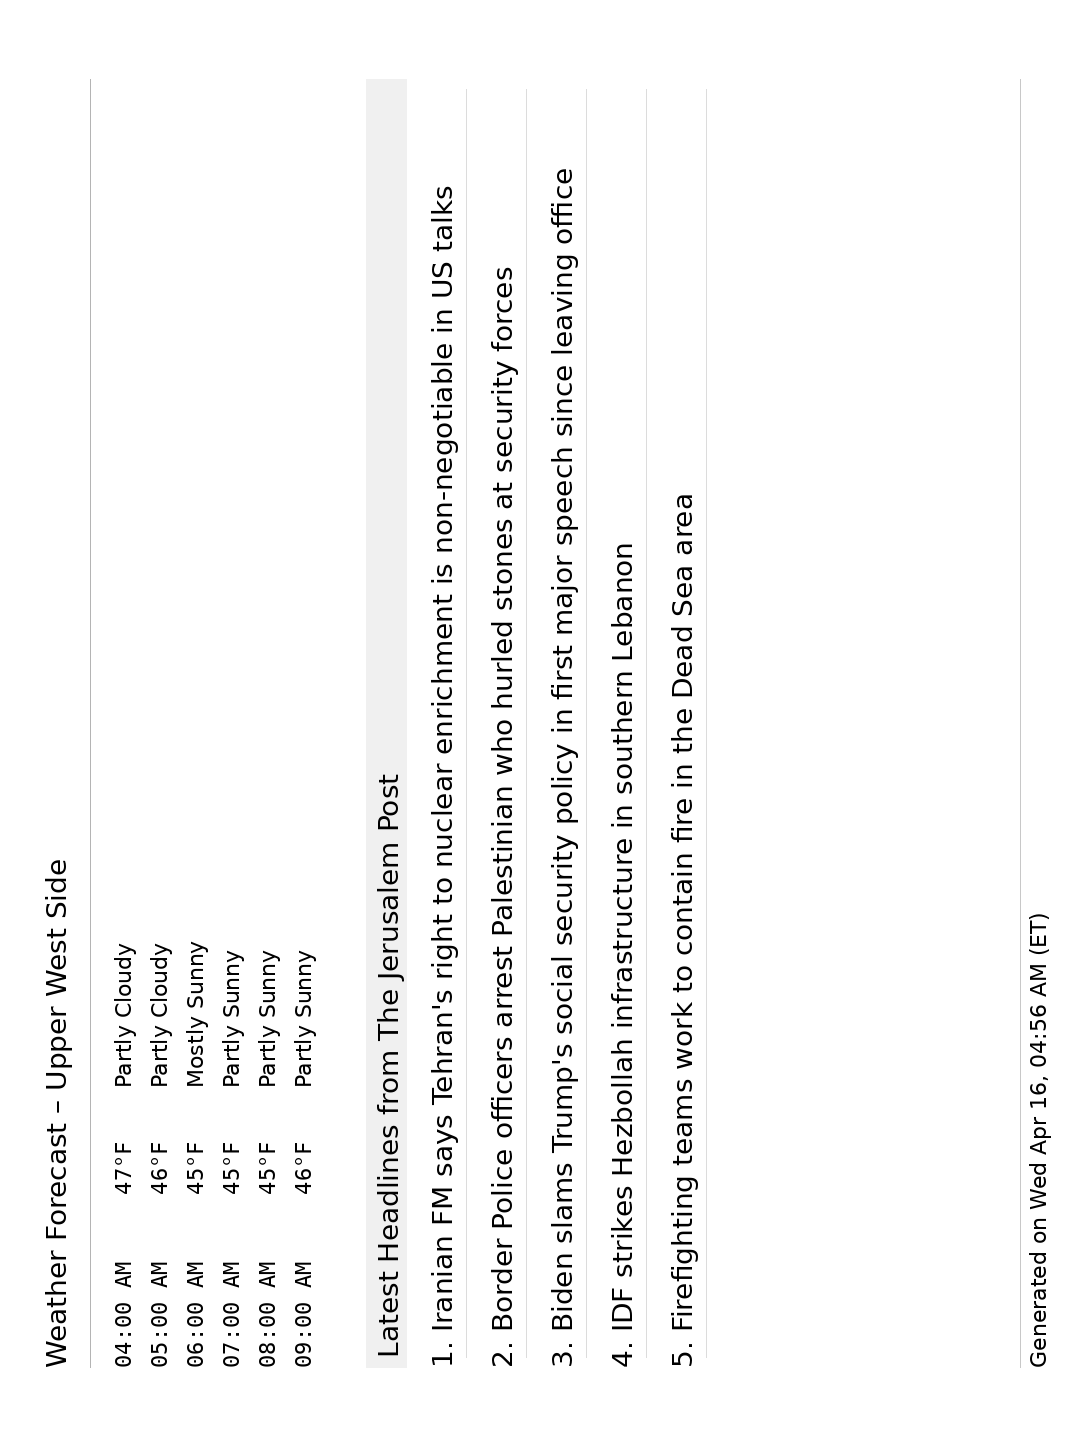 Weather Forecast – Upper West Side
04:00 AM 47°F Partly Cloudy
05:00 AM 46°F Partly Cloudy
06:00 AM 45°F Mostly Sunny
07:00 AM 45°F Partly Sunny
08:00 AM 45°F Partly Sunny
09:00 AM 46°F Partly Sunny
Latest Headlines from The Jerusalem Post
1. Iranian FM says Tehran's right to nuclear enrichment is non-negotiable in US talks
2. Border Police officers arrest Palestinian who hurled stones at security forces
3. Biden slams Trump's social security policy in first major speech since leaving office
4. IDF strikes Hezbollah infrastructure in southern Lebanon
5. Firefighting teams work to contain fire in the Dead Sea area
Generated on Wed Apr 16, 04:56 AM (ET)